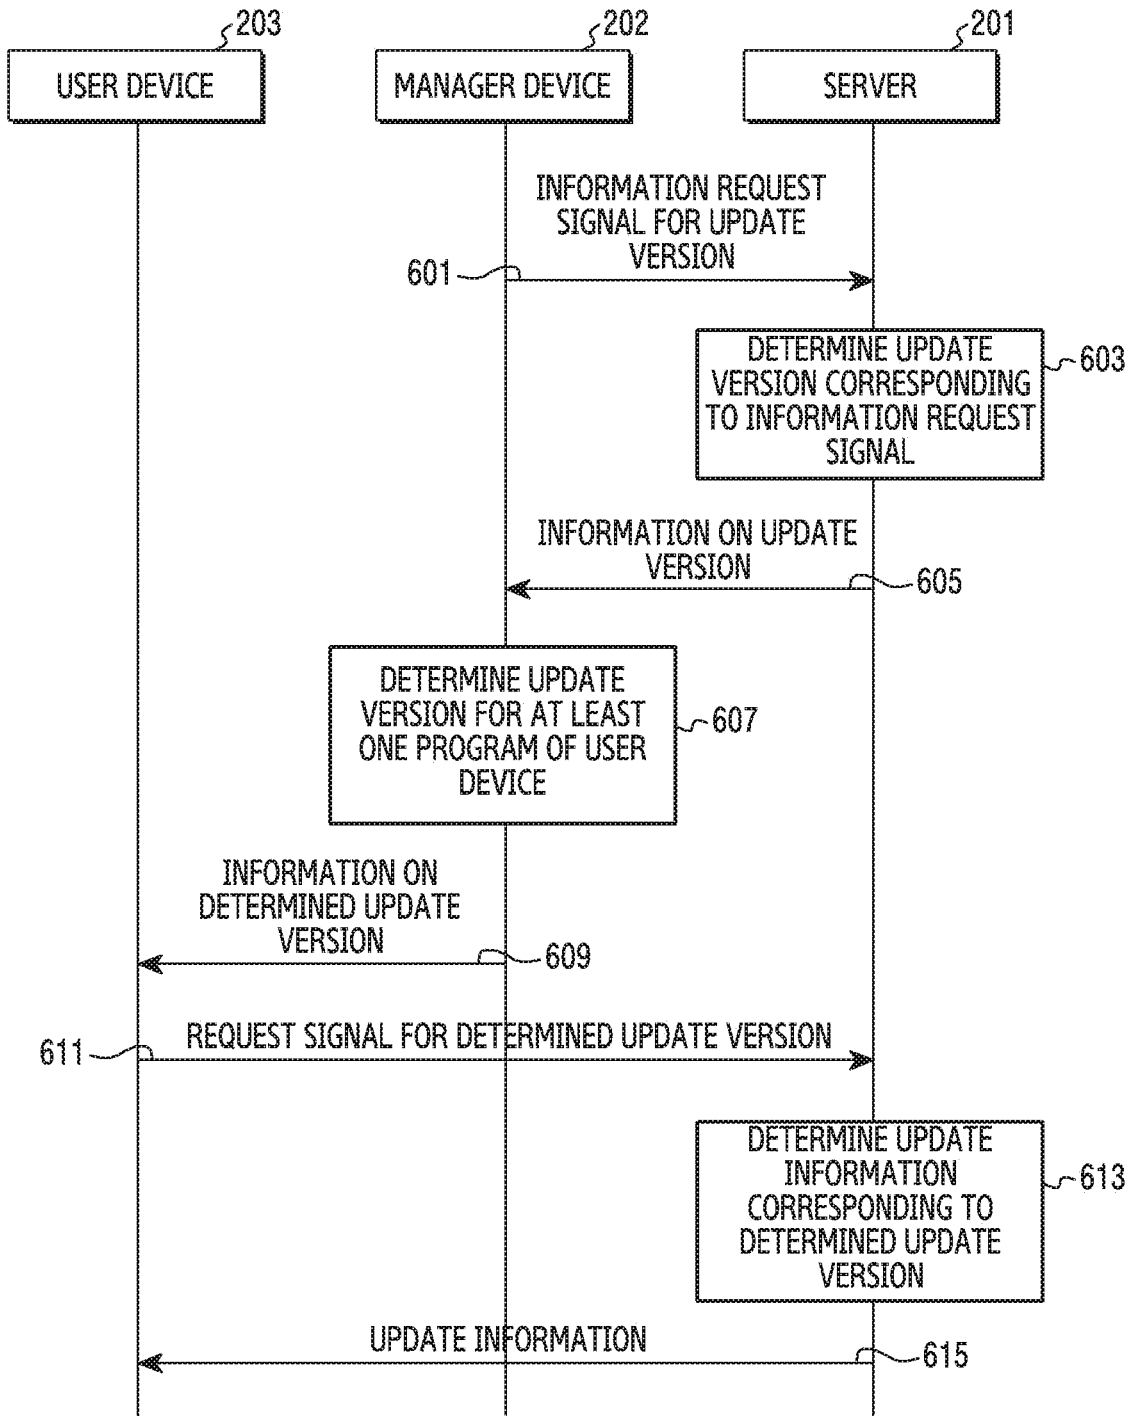 203
202
201
USER DEVICE
MANAGER DEVICE
SERVER
INFORMATION REQUEST
SIGNAL FOR UPDATE
VERSION
601
DETERMINE UPDATE
VERSION CORRESPONDING
TO INFORMATION REQUEST
SIGNAL
603
INFORMATION ON UPDATE
VERSION
605
DETERMINE UPDATE
VERSION FOR AT LEAST
ONE PROGRAM OF USER
DEVICE
607
INFORMATION ON
DETERMINED UPDATE
VERSION
609
REQUEST SIGNAL FOR DETERMINED UPDATE VERSION
611
DETERMINE UPDATE
INFORMATION
CORRESPONDING TO
DETERMINED UPDATE
VERSION
613
UPDATE INFORMATION
615